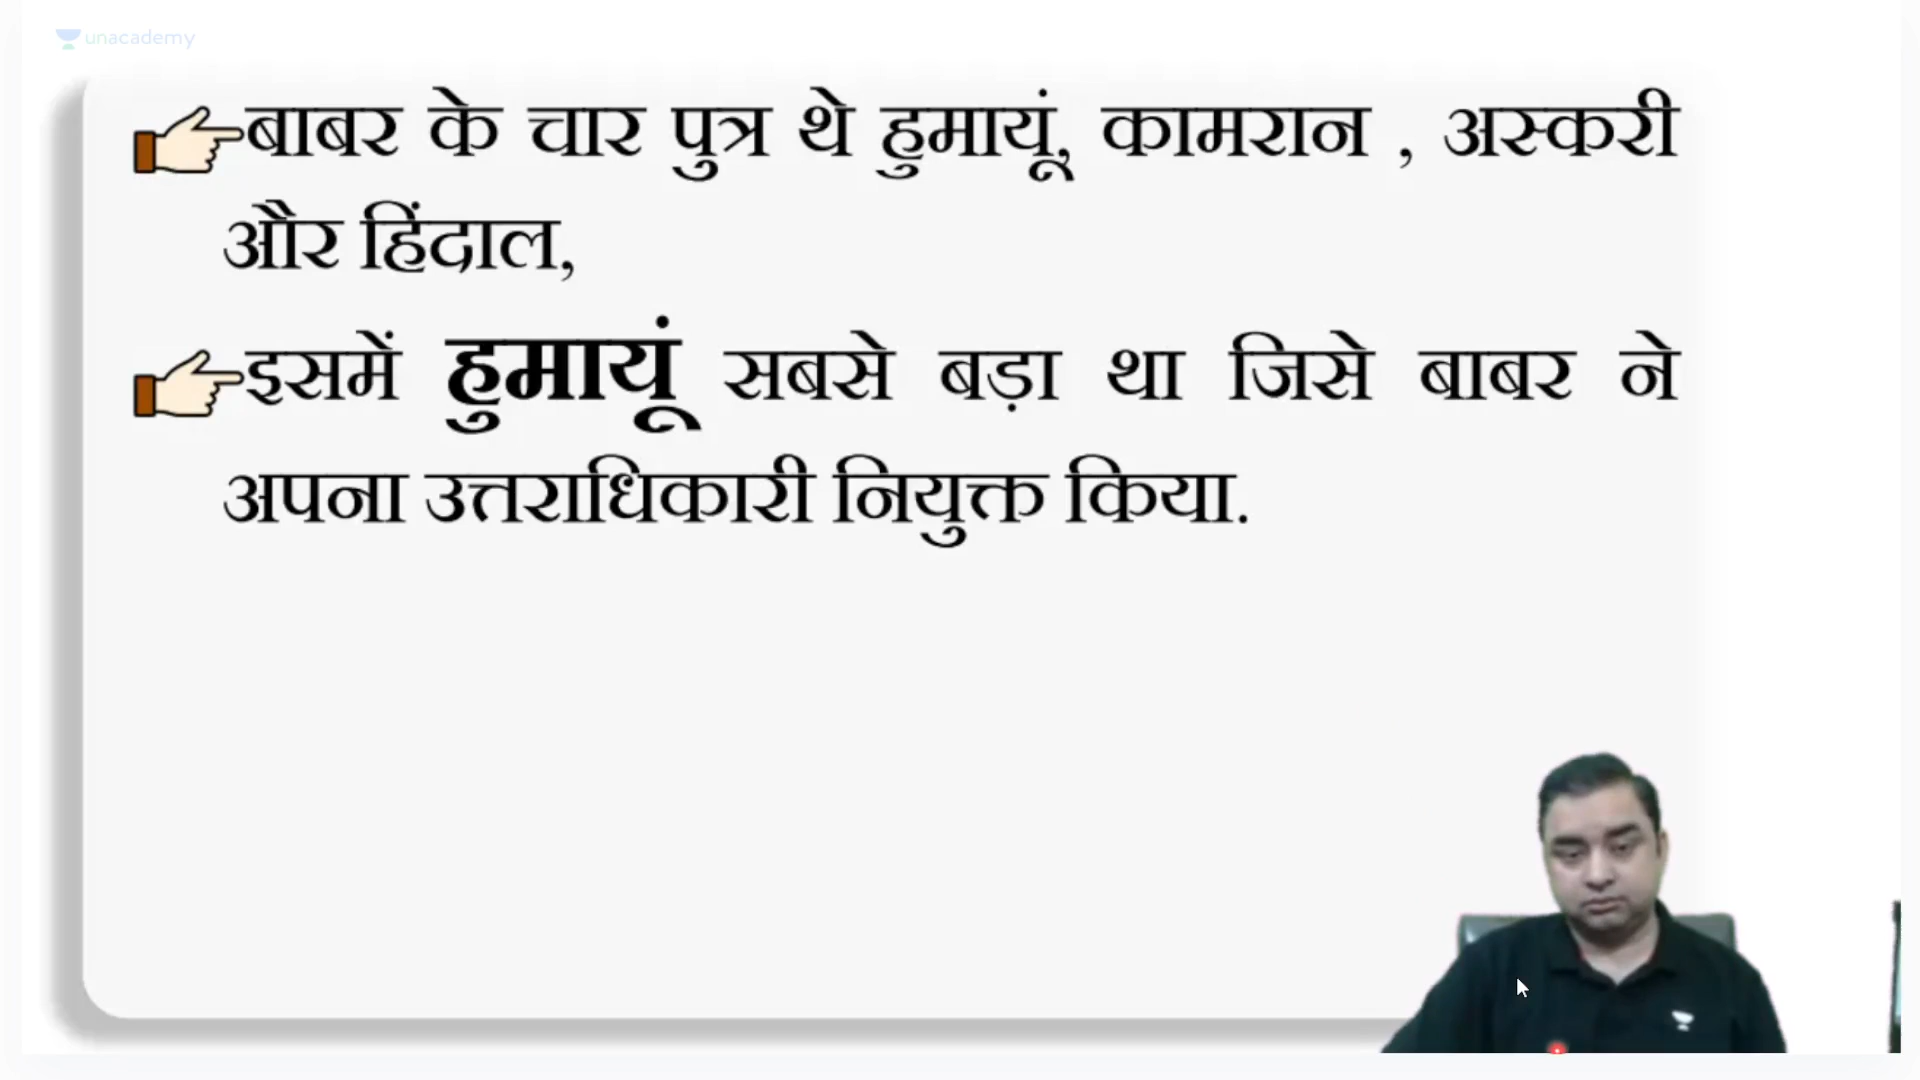 unacademy
बाबर के चार पुत्र थे हुमायूं, कामरान , अस्करी
और हिंदाल,
इसमें हुमायूं सबसे बड़ा था जिसे बाबर ने
अपना उत्तराधिकारी नियुक्त किया.